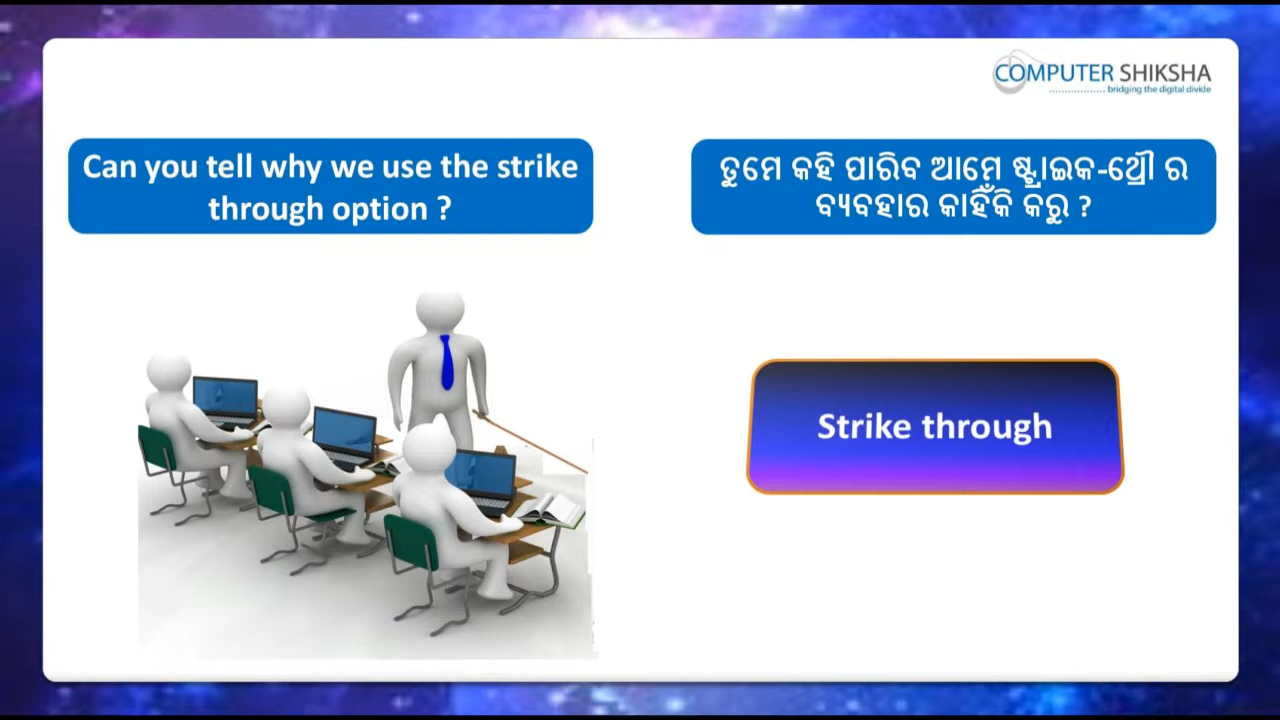 COMPUTER SHIKSHA
..................bridging the digital divide
Can you tell why we use the strike
through option ?
ତୁମେ କହି ପାରିବ ଆମେ ଷ୍ଟ୍ରାଇକ-ଥ୍ରୌ ର
ବ୍ୟବହାର କାହିଁକି କରୁ ?
Strike through